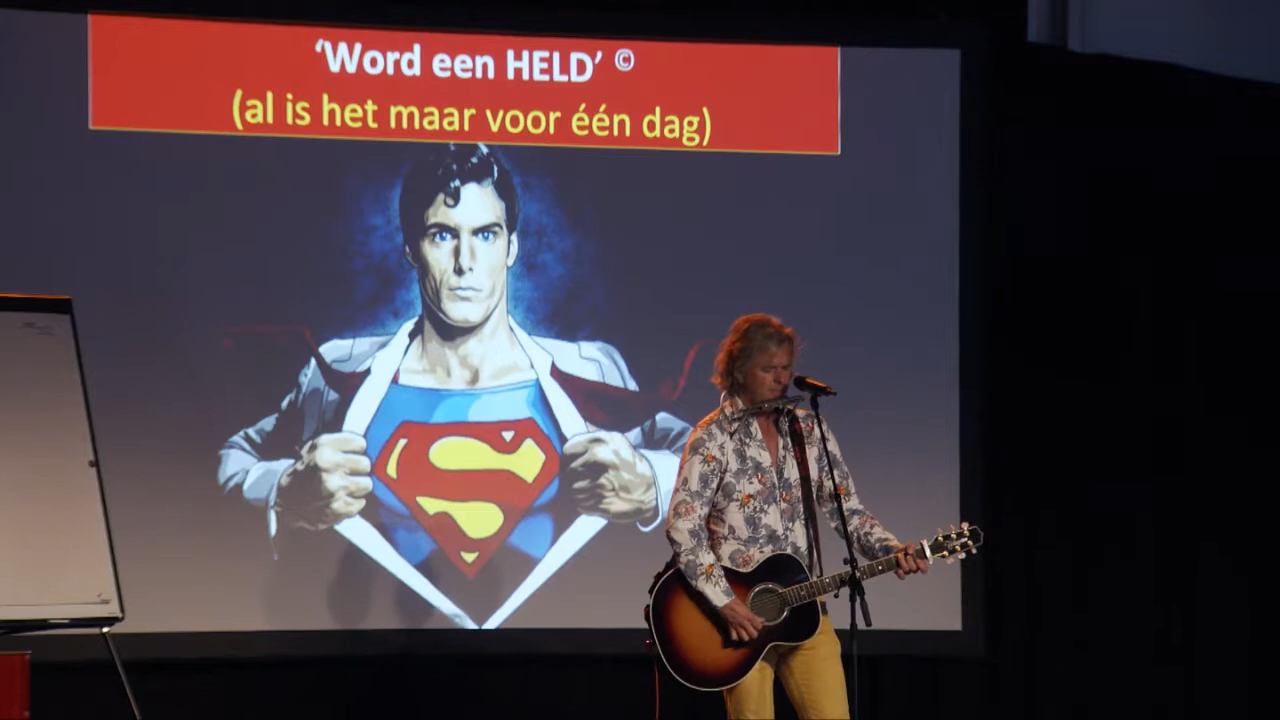 ‘Word een HELD’ ©
(al is het maar voor één dag)
S